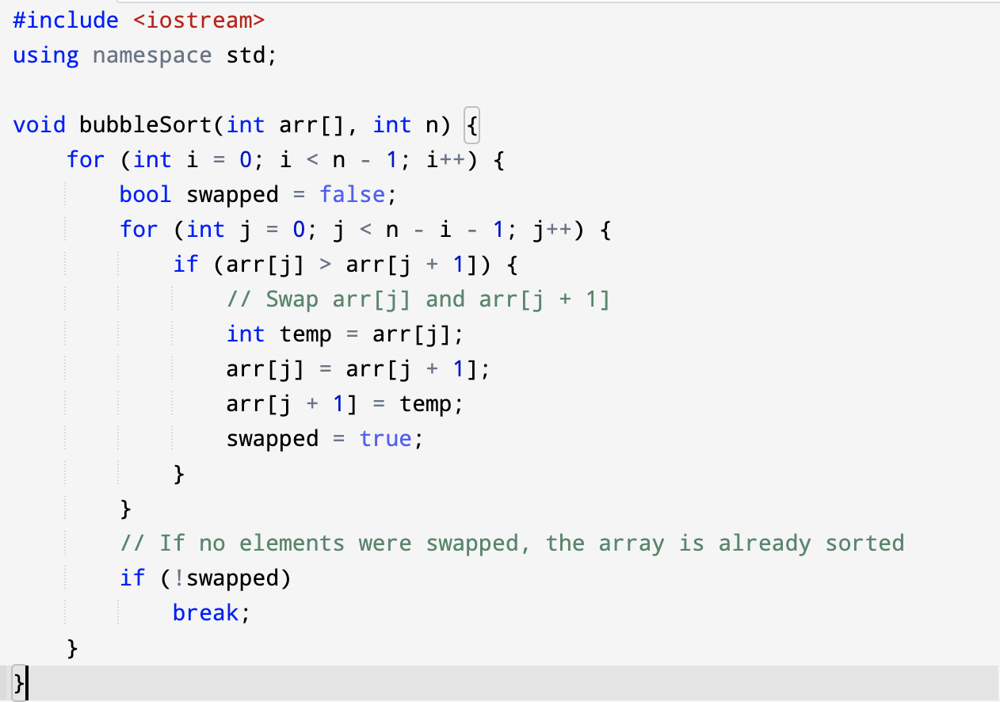 #include <iostream>
using namespace std;

void bubbleSort(int arr[], int n) {
    for (int i = 0; i < n - 1; i++) {
        bool swapped = false;
        for (int j = 0; j < n - i - 1; j++) {
            if (arr[j] > arr[j + 1]) {
                // Swap arr[j] and arr[j + 1]
                int temp = arr[j];
                arr[j] = arr[j + 1];
                arr[j + 1] = temp;
                swapped = true;
            }
        }
        // If no elements were swapped, the array is already sorted
        if (!swapped)
            break;
    }
}